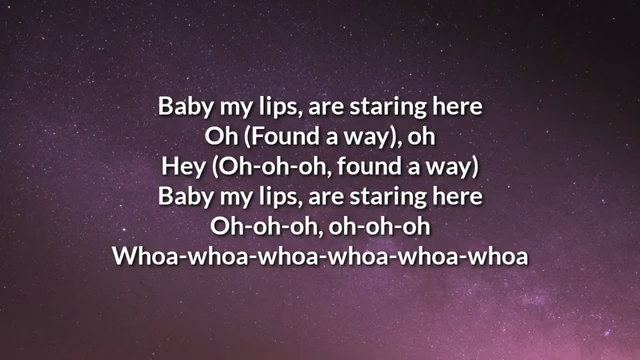 Baby my lips, are staring here
Oh (Found a way), oh
Hey (Oh-oh-oh, found a way)
Baby my lips, are staring here
Oh-oh-oh, oh-oh-oh
Whoa-whoa-whoa-whoa-whoa-whoa